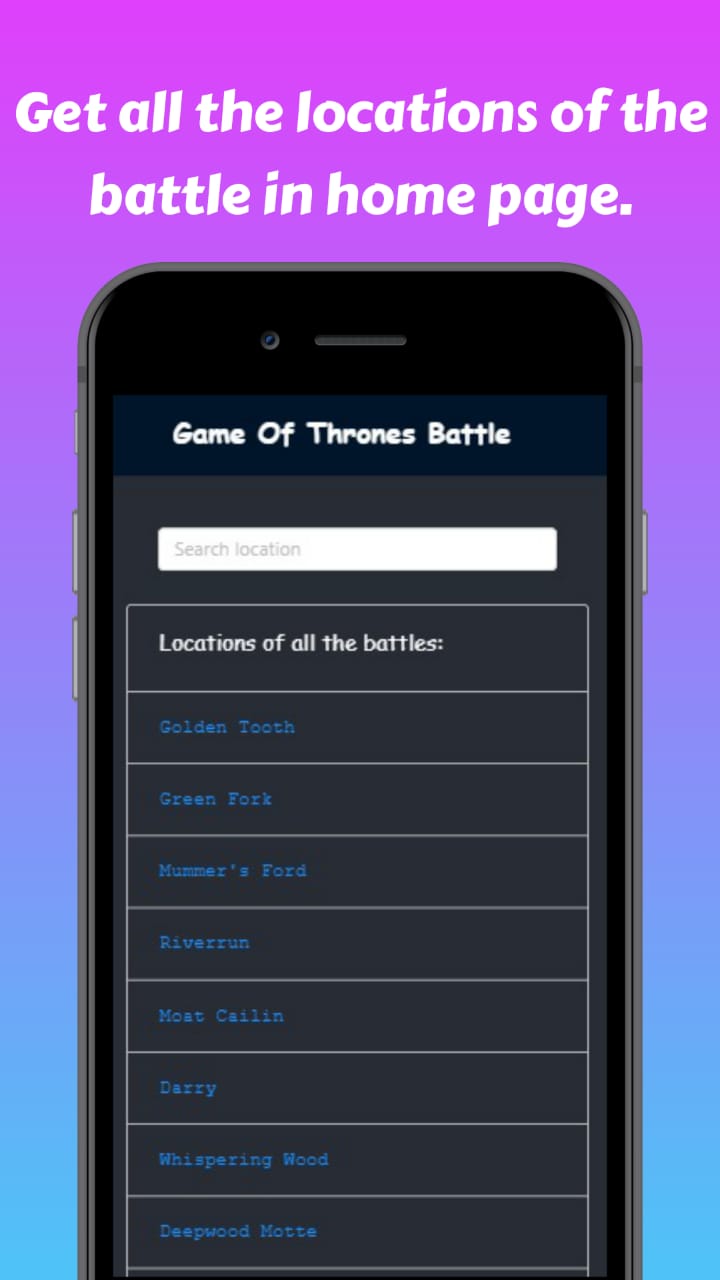 Get all the locations of the
battle in home page.
Game Of Thrones Battle
Search location
Locations of all the battles:
Golden Tooth
Green Fork
Mummer's Ford
Riverrun
Moat Cailin
Darry
Whispering Wood
Deepwood Motte